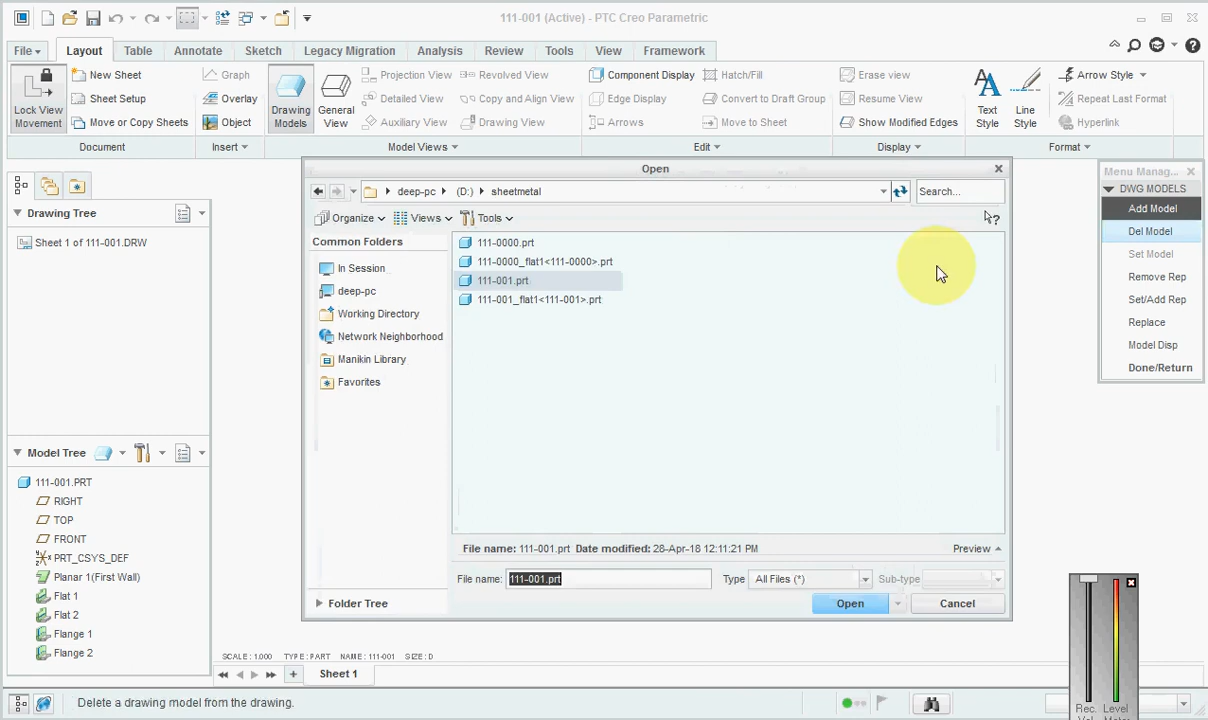 111-001 (Active) - PTC Creo Parametric
File Layout Table Annotate Sketch Legacy Migration Analysis Review Tools View Framework
Lock View Movement
New Sheet
Sheet Setup
Move or Copy Sheets
Document
Graph
Overlay
Object
Insert
Drawing Models
General View
Projection View
Detailed View
Auxiliary View
Revolved View
Copy and Align View
Drawing View
Model Views
Component Display
Edge Display
Arrows
Hatch/Fill
Convert to Draft Group
Move to Sheet
Edit
Erase view
Resume View
Show Modified Edges
Display
Text Style
Line Style
Arrow Style
Repeat Last Format
Hyperlink
Format
Drawing Tree
Sheet 1 of 111-001.DRW
Model Tree
111-001.PRT
RIGHT
TOP
FRONT
PRT_CSYS_DEF
Planar 1(First Wall)
Flat 1
Flat 2
Flange 1
Flange 2
Open
deep-pc (D:) sheetmetal
Search...
Organize Views Tools
Common Folders
In Session
deep-pc
Working Directory
Network Neighborhood
Manikin Library
Favorites
Folder Tree
111-0000.prt
111-0000_flat1<111-0000>.prt
111-001.prt
111-001_flat1<111-001>.prt
File name: 111-001.prt Date modified: 28-Apr-18 12:11:21 PM
Preview
File name: 111-001.prt Type All Files (*) Sub-type
Open Cancel
Menu Manag...
DWG MODELS
Add Model
Del Model
Set Model
Remove Rep
Set/Add Rep
Replace
Model Disp
Done/Return
SCALE : 1.000 TYPE : PART NAME : 111-001 SIZE : D
Sheet 1
Delete a drawing model from the drawing.
Rec. Level